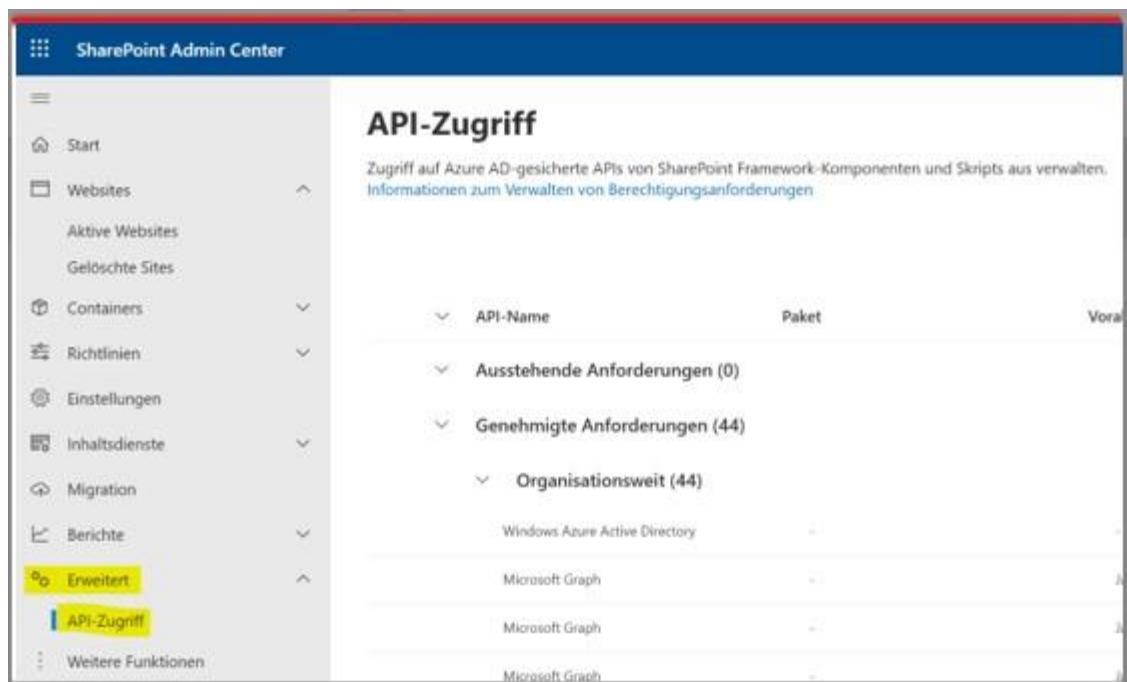 SharePoint Admin Center
Start
Websites
Aktive Websites
Gelöschte Sites
Containers
Richtlinien
Einstellungen
Inhaltsdienste
Migration
Berichte
Erweitert
API-Zugriff
Weitere Funktionen
API-Zugriff
Zugriff auf Azure AD-gesicherte APIs von SharePoint Framework-Komponenten und Skripts aus verwalten.
Informationen zum Verwalten von Berechtigungsanforderungen
API-Name Paket
Ausstehende Anforderungen (0)
Genehmigte Anforderungen (44)
Organisationsweit (44)
Windows Azure Active Directory -
Microsoft Graph -
Microsoft Graph -
Microsoft Graph